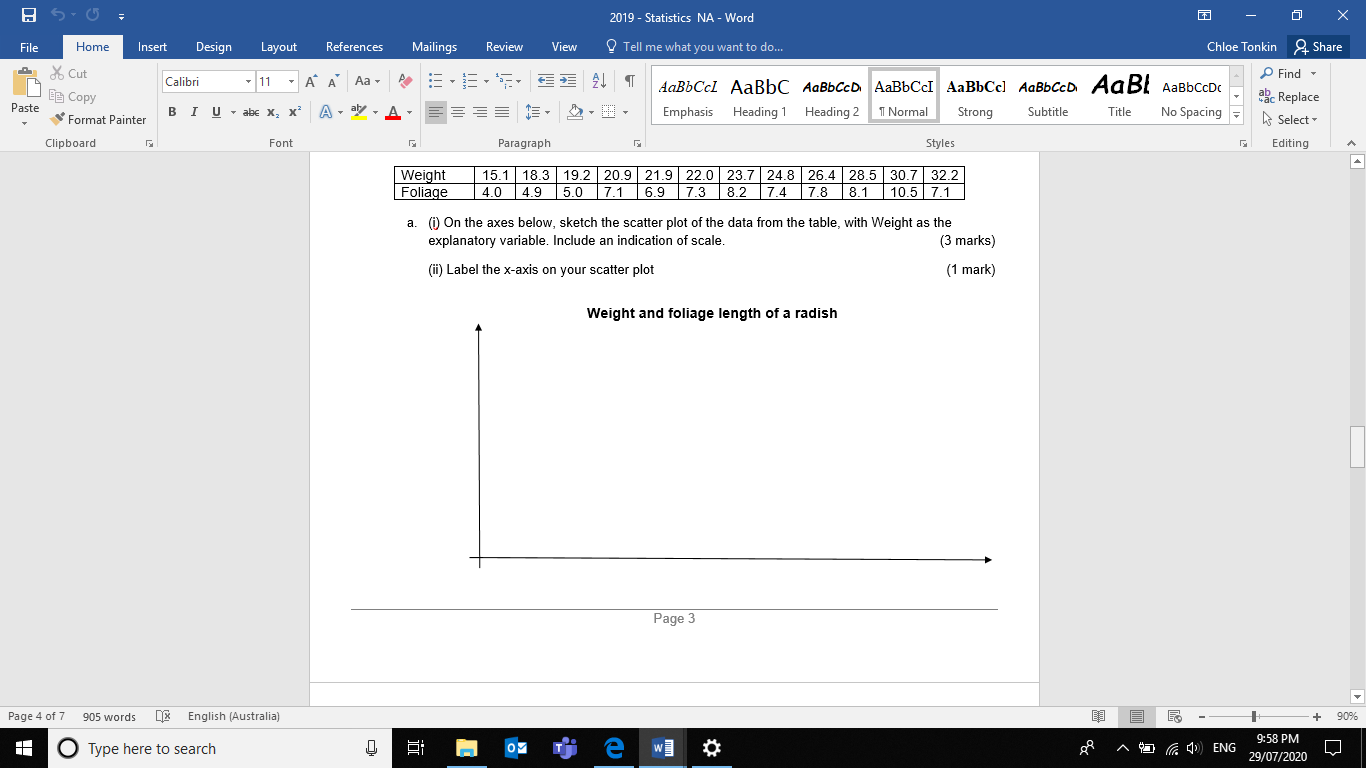 2019 - Statistics NA - Word
File Home Insert Design Layout References Mailings Review View Tell me what you want to do... Chloe Tonkin Share
Paste
Cut
Copy
Format Painter
Calibri 11
Aa
B I U abc x₂ x² A ab A
AaBbCcI AaBbC AaBbCcDı AaBbCcI AaBbCcI AaBbCcDı AaBl AaBbCcDc
Emphasis Heading 1 Heading 2 ¶ Normal Strong Subtitle Title No Spacing
Find
Replace
Select
Clipboard Font Paragraph Styles Editing
Weight 15.1 18.3 19.2 20.9 21.9 22.0 23.7 24.8 26.4 28.5 30.7 32.2
Foliage 4.0 4.9 5.0 7.1 6.9 7.3 8.2 7.4 7.8 8.1 10.5 7.1
a. (i) On the axes below, sketch the scatter plot of the data from the table, with Weight as the
explanatory variable. Include an indication of scale. (3 marks)
(ii) Label the x-axis on your scatter plot (1 mark)
Weight and foliage length of a radish
Page 3
Page 4 of 7 905 words English (Australia) 90%
Type here to search ENG 9:58 PM
29/07/2020